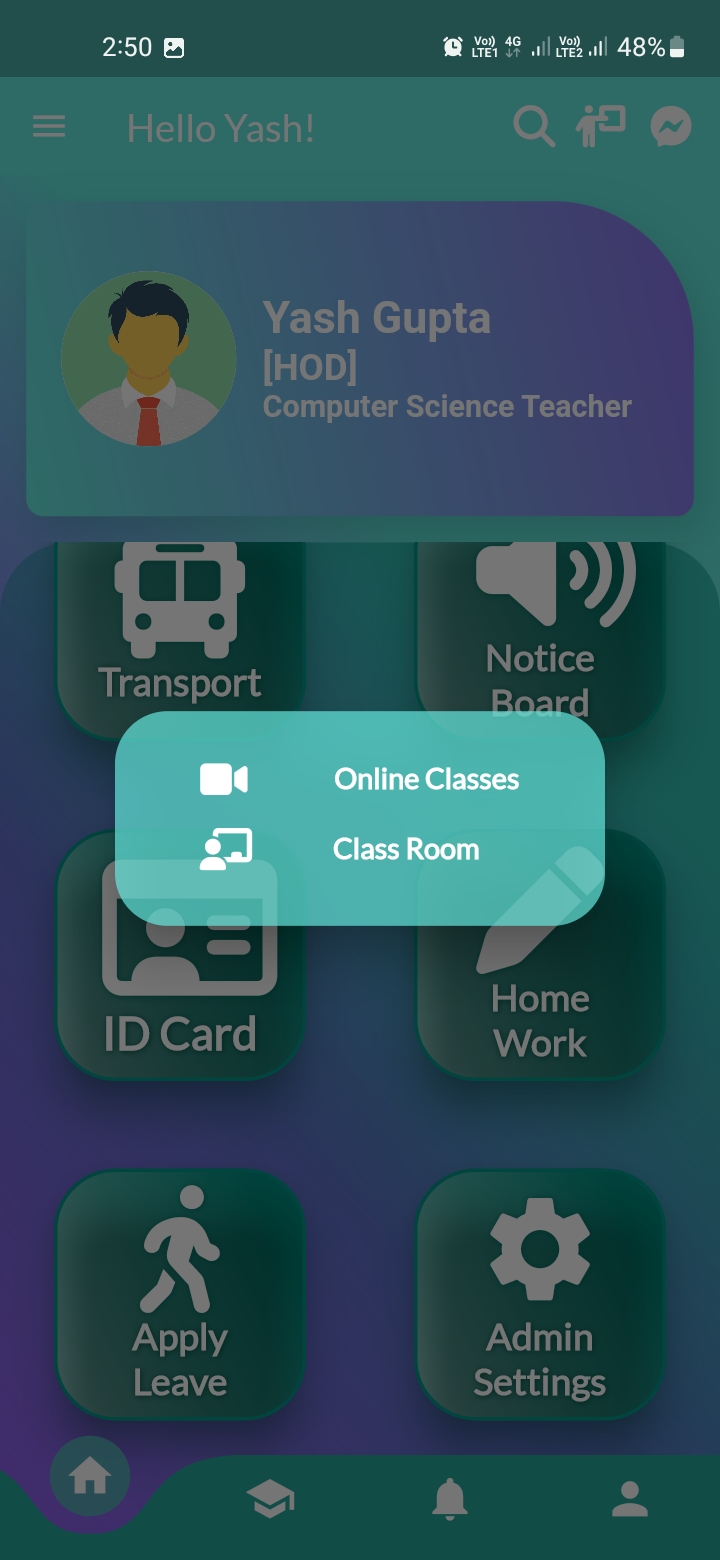 2:50
Vo)) LTE1 4G Vo)) LTE2 48%
Hello Yash!
Yash Gupta
[HOD]
Computer Science Teacher
Transport
Notice
Board
Online Classes
Class Room
ID Card
Home
Work
Apply
Leave
Admin
Settings